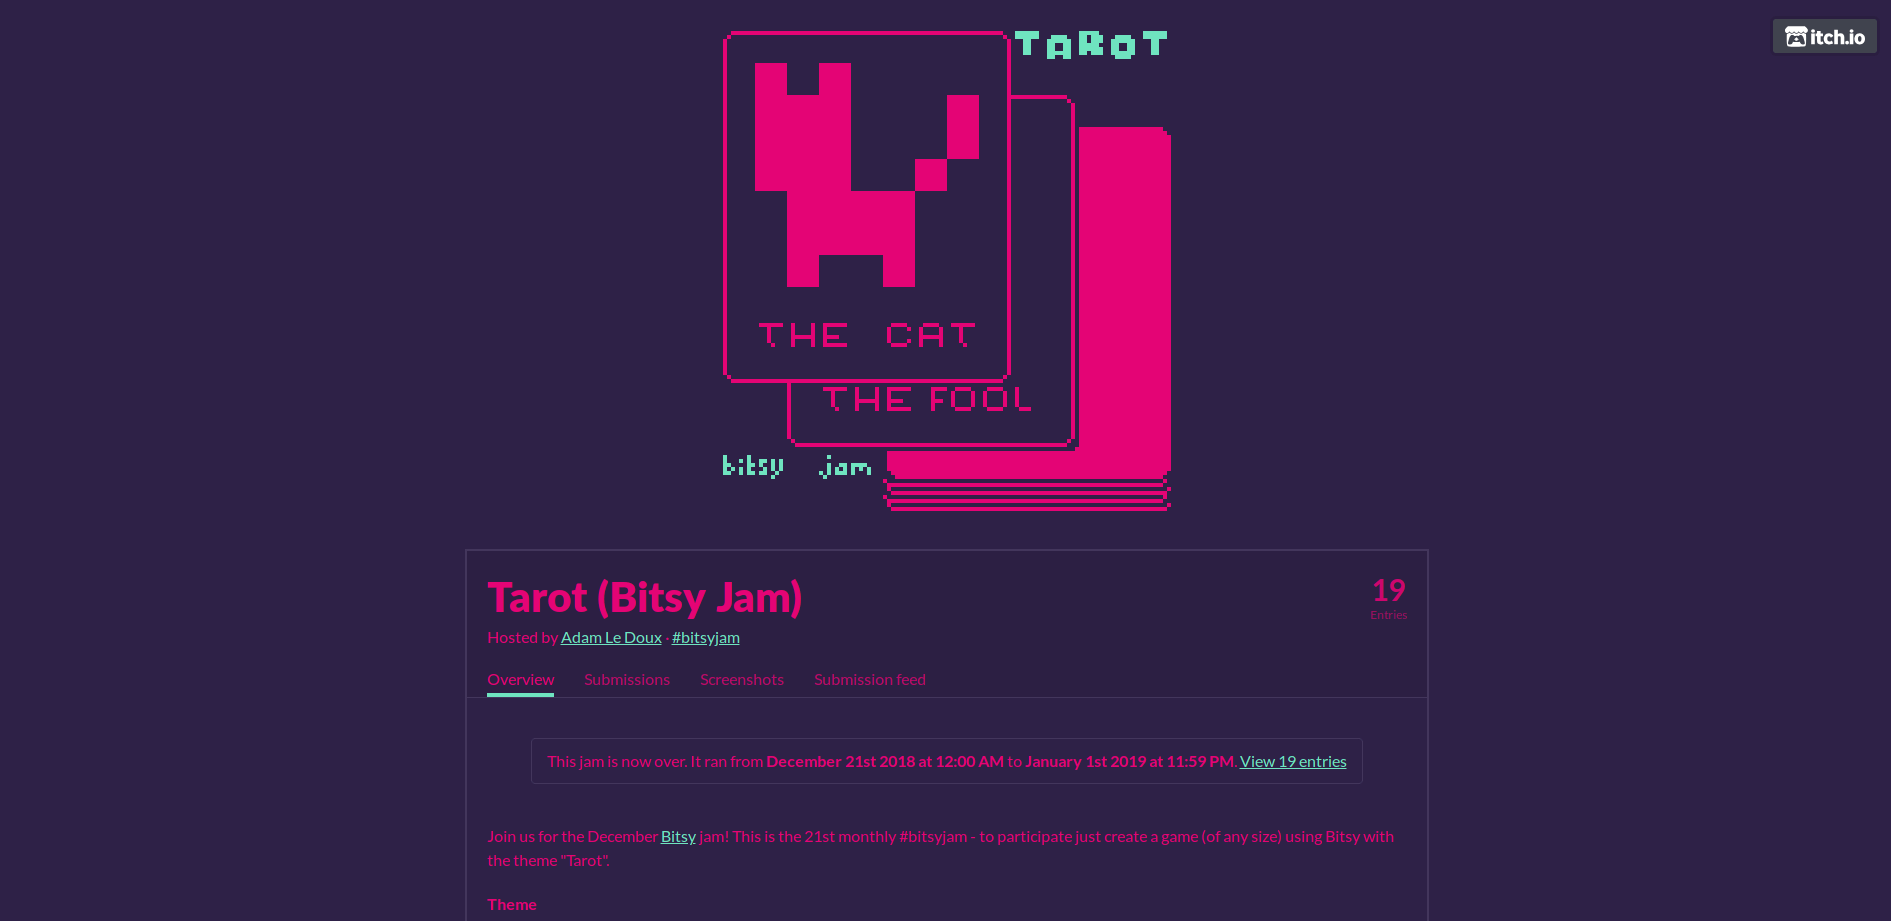 TAROT
itch.io
THE CAT
THE FOOL
bitsy jam
Tarot (Bitsy Jam)
19
Entries
Hosted by Adam Le Doux · #bitsyjam
Overview Submissions Screenshots Submission feed
This jam is now over. It ran from December 21st 2018 at 12:00 AM to January 1st 2019 at 11:59 PM. View 19 entries
Join us for the December Bitsy jam! This is the 21st monthly #bitsyjam - to participate just create a game (of any size) using Bitsy with
the theme "Tarot".
Theme